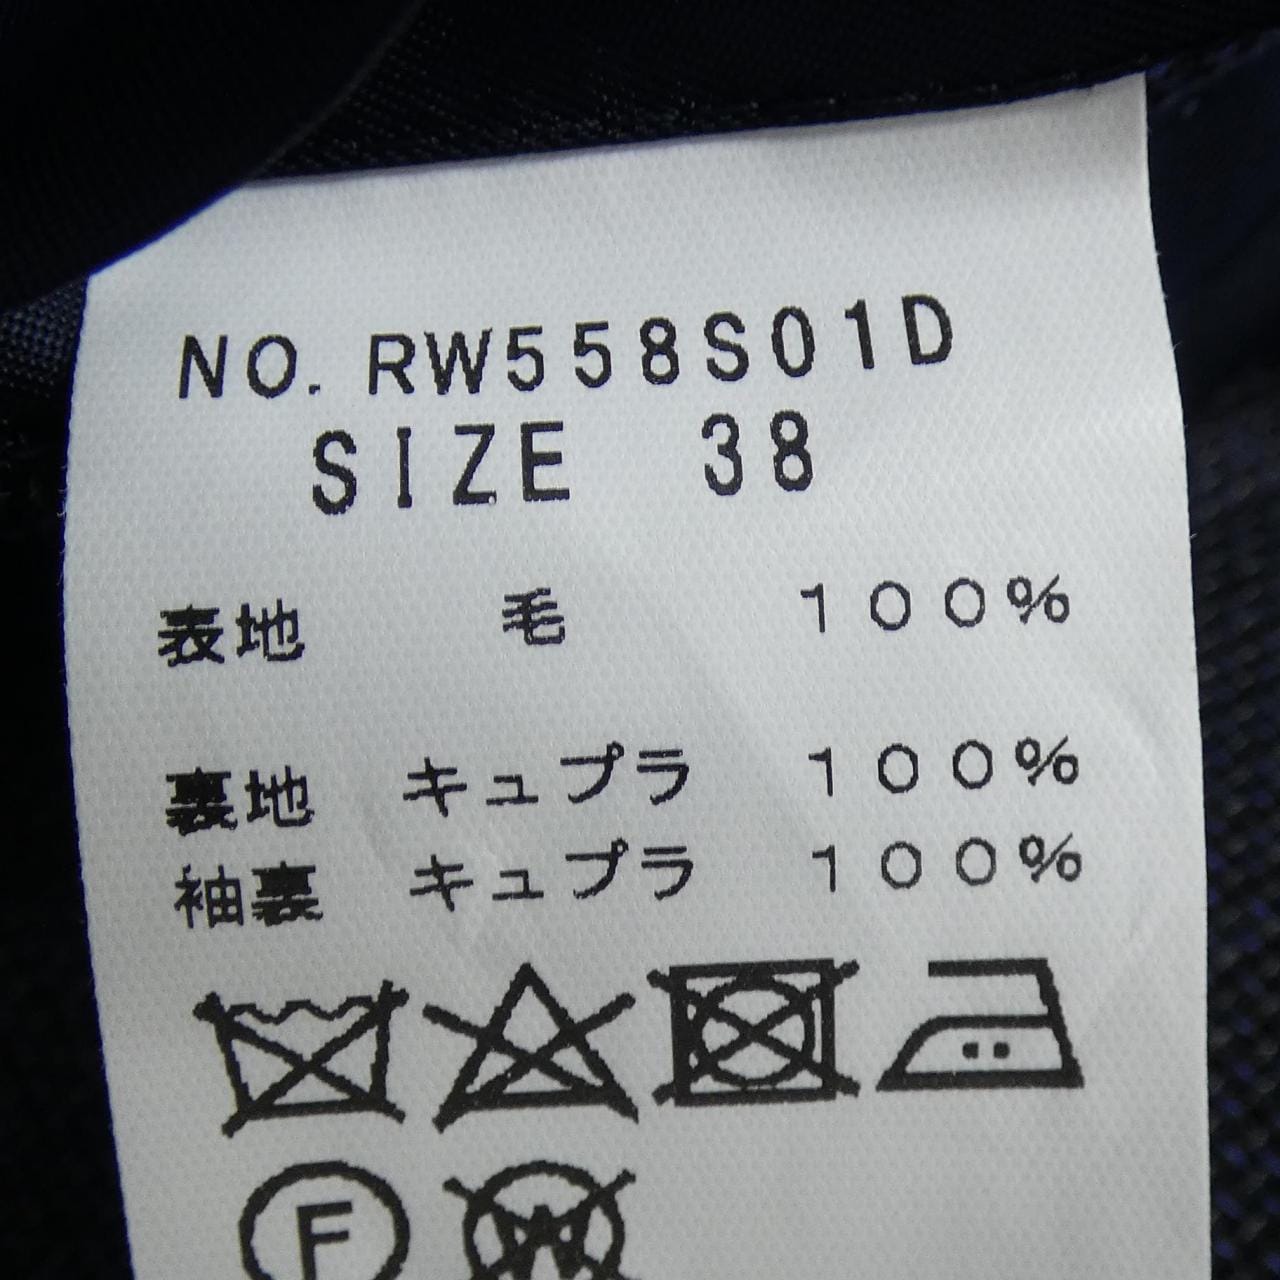 NO. RW558S01D
SIZE 38
表地 毛 100%
裏地 キュプラ 100%
袖裏 キュプラ 100%
F W